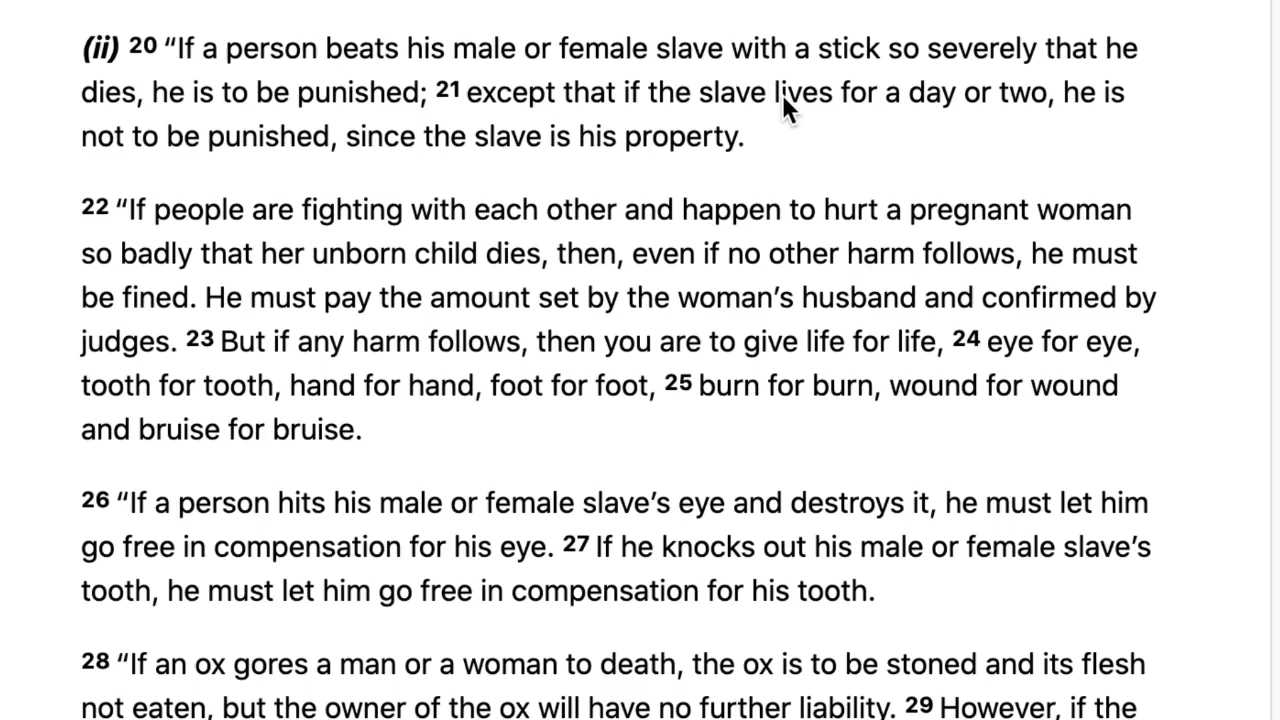 (ii) 20 “If a person beats his male or female slave with a stick so severely that he
dies, he is to be punished; 21 except that if the slave lives for a day or two, he is
not to be punished, since the slave is his property.
22 “If people are fighting with each other and happen to hurt a pregnant woman
so badly that her unborn child dies, then, even if no other harm follows, he must
be fined. He must pay the amount set by the woman’s husband and confirmed by
judges. 23 But if any harm follows, then you are to give life for life, 24 eye for eye,
tooth for tooth, hand for hand, foot for foot, 25 burn for burn, wound for wound
and bruise for bruise.
26 “If a person hits his male or female slave’s eye and destroys it, he must let him
go free in compensation for his eye. 27 If he knocks out his male or female slave’s
tooth, he must let him go free in compensation for his tooth.
28 “If an ox gores a man or a woman to death, the ox is to be stoned and its flesh
not eaten, but the owner of the ox will have no further liability. 29 However, if the